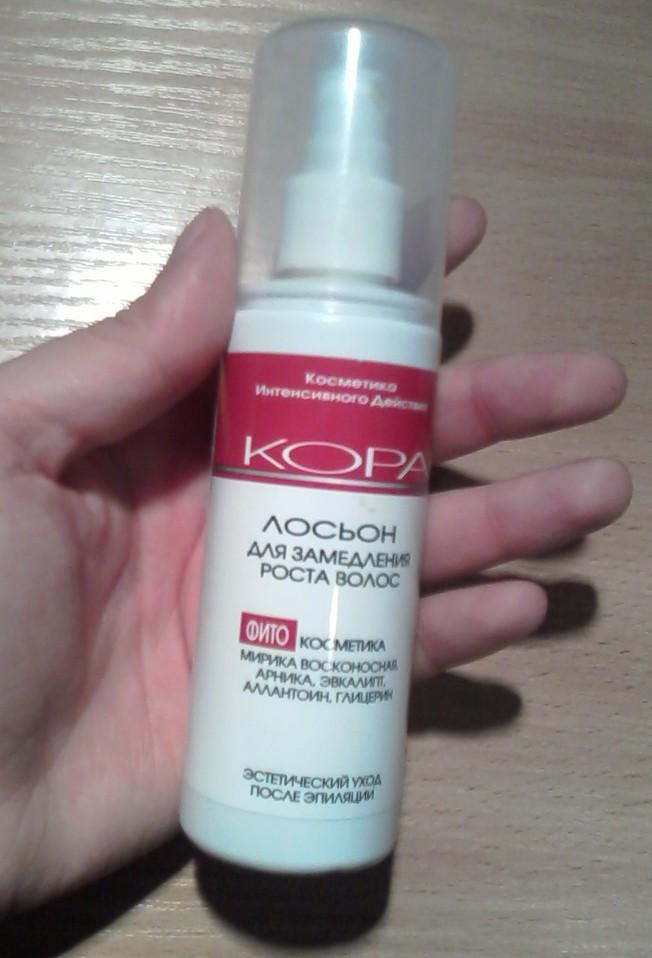 Косметика
Интенсивного Действия
КОРА
ЛОСЬОН
ДЛЯ ЗАМЕДЛЕНИЯ
РОСТА ВОЛОС
ФИТО КОСМЕТИКА
МИРИКА ВОСКОНОСНАЯ,
АРНИКА, ЭВКАЛИПТ,
АЛЛАНТОИН, ГЛИЦЕРИН
ЭСТЕТИЧЕСКИЙ УХОД
ПОСЛЕ ЭПИЛЯЦИИ